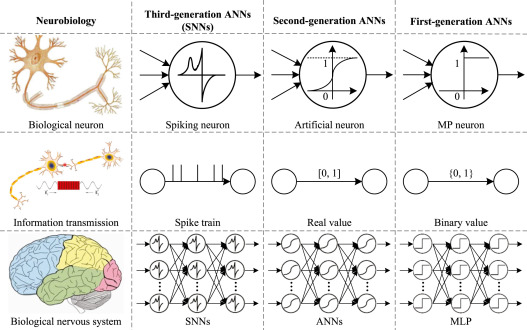 Neurobiology
Third-generation ANNs
(SNNs)
Second-generation ANNs
First-generation ANNs
1
0
1
0
Biological neuron
Spiking neuron
Artificial neuron
MP neuron
[0, 1]
{0, 1}
Information transmission
Spike train
Real value
Binary value
Biological nervous system
SNNs
ANNs
MLP